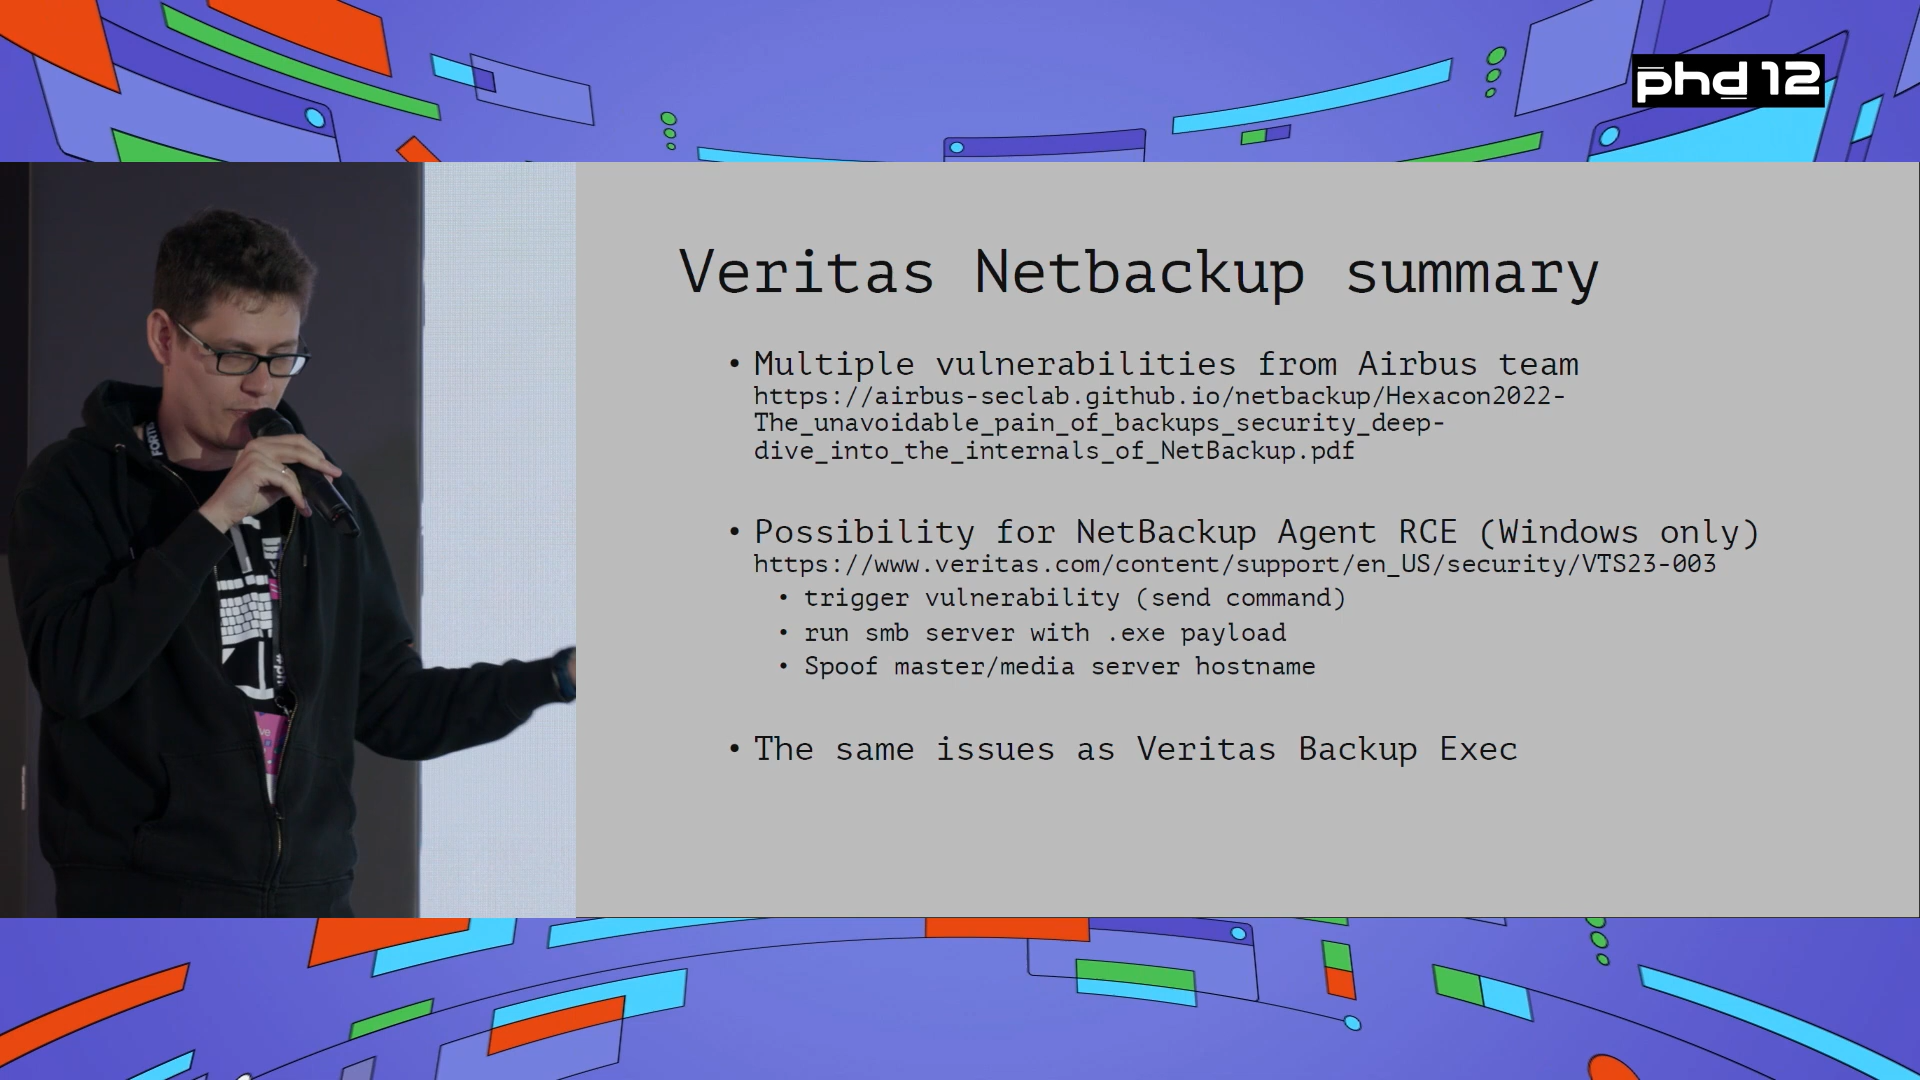 phd 12
Veritas Netbackup summary
• Multiple vulnerabilities from Airbus team
https://airbus-seclab.github.io/netbackup/Hexacon2022-
The_unavoidable_pain_of_backups_security_deep-
dive_into_the_internals_of_NetBackup.pdf
• Possibility for NetBackup Agent RCE (Windows only)
https://www.veritas.com/content/support/en_US/security/VTS23-003
• trigger vulnerability (send command)
• run smb server with .exe payload
• Spoof master/media server hostname
• The same issues as Veritas Backup Exec